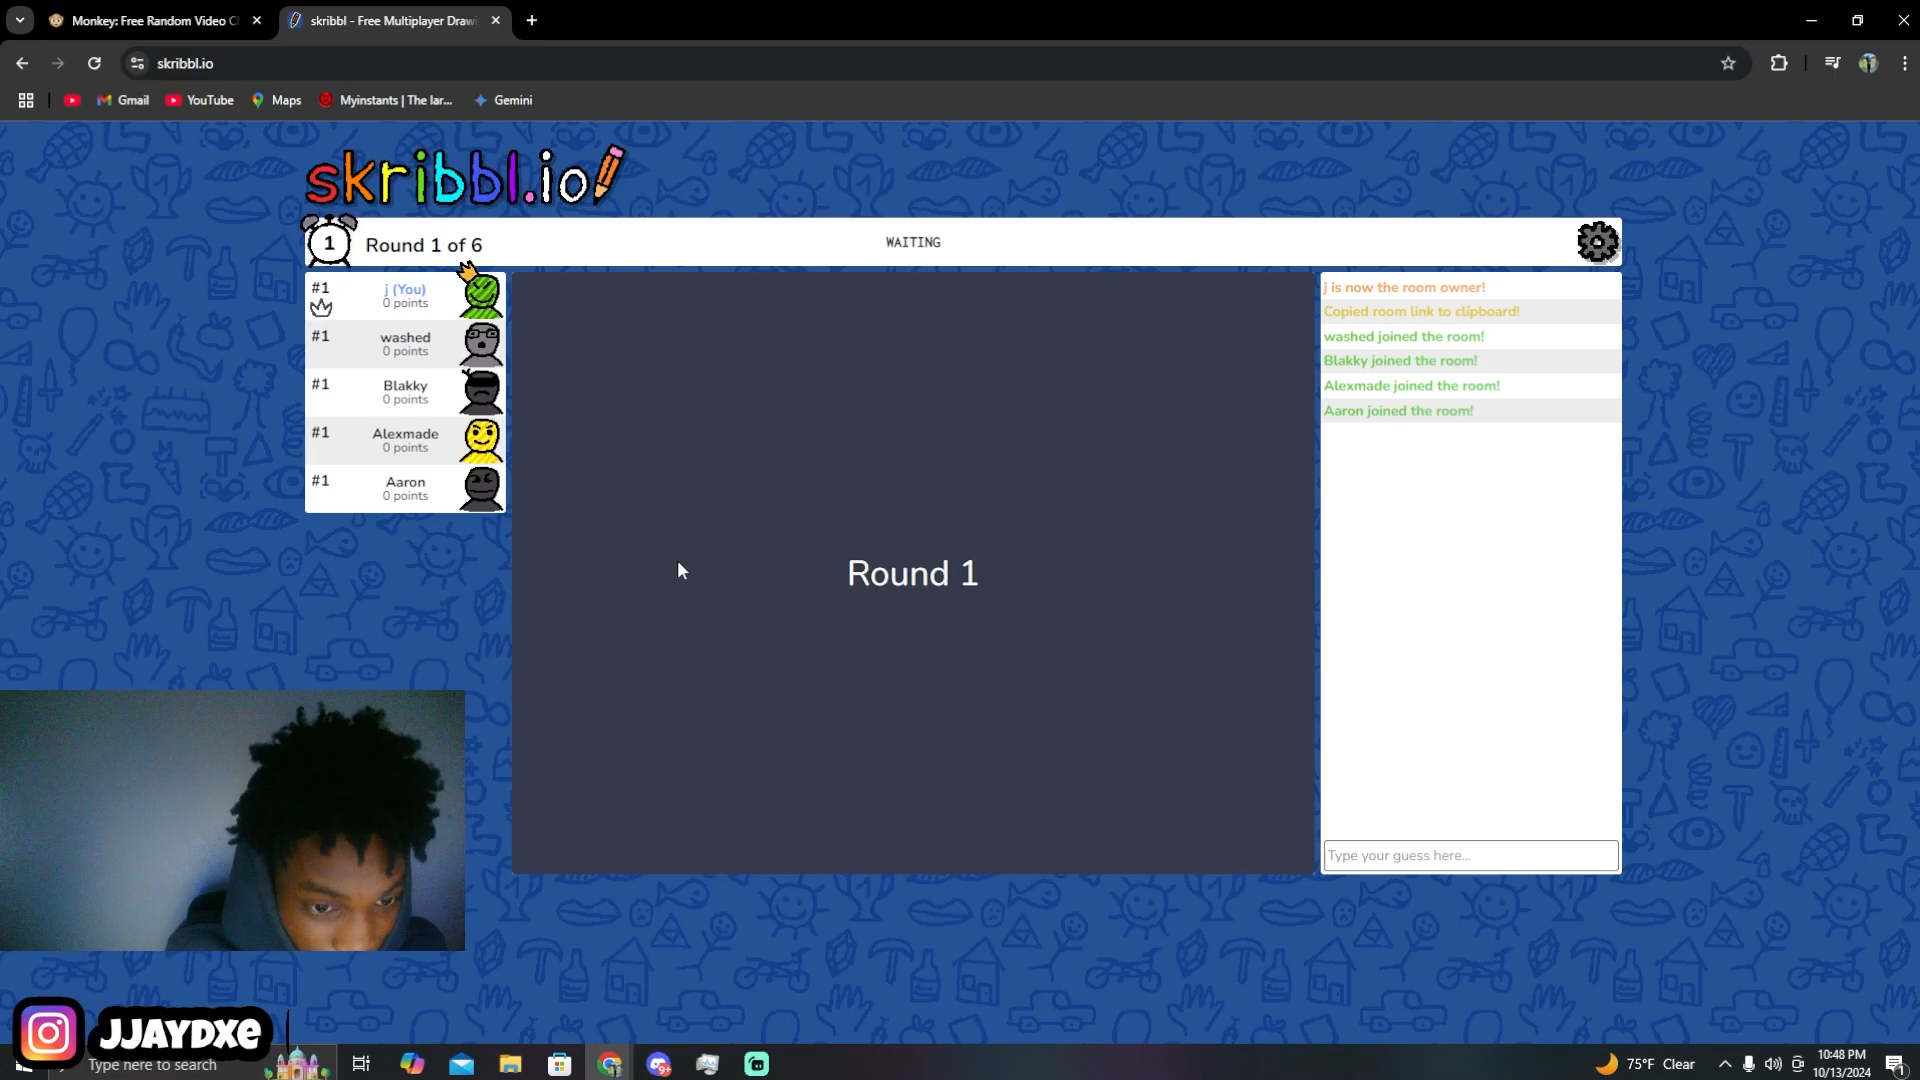 Monkey: Free Random Video C
skribbl - Free Multiplayer Draw
skribbl.io
Gmail
YouTube
Maps
Myinstants | The lar...
Gemini
skribbl.io
1
Round 1 of 6
WAITING
#1
j (You)
0 points
#1
washed
0 points
#1
Blakky
0 points
#1
Alexmade
0 points
#1
Aaron
0 points
Round 1
j is now the room owner!
Copied room link to clipboard!
washed joined the room!
Blakky joined the room!
Alexmade joined the room!
Aaron joined the room!
Type your guess here...
JJAYDXE
Type here to search
9+
75°F Clear
10:48 PM
10/13/2024
1